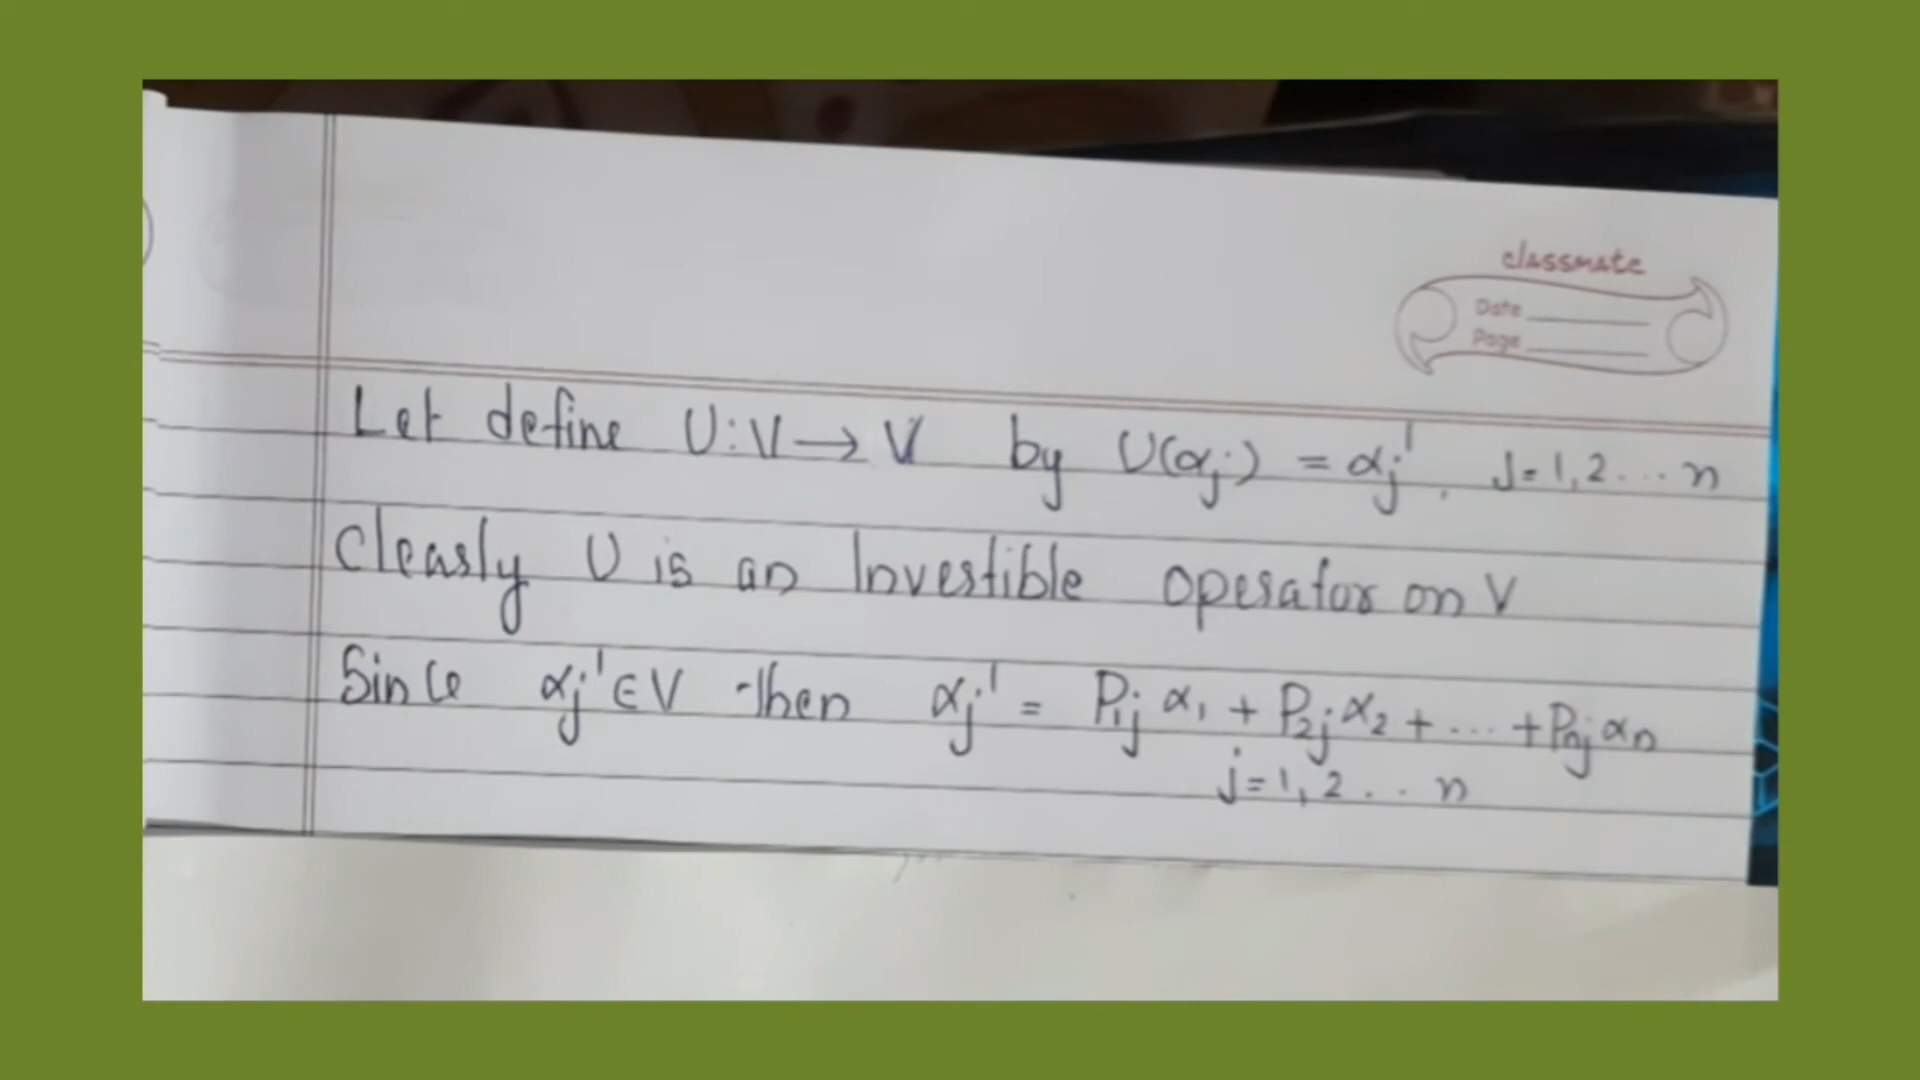 classmate
Date
Page
Let define U:V→V by U(αj) = αj', J=1,2...n
Clearly U is an Invertible operator on V
Since αj'∈V then αj' = P1j α1 + P2j α2 + ... + Pnj αn
j=1,2..n